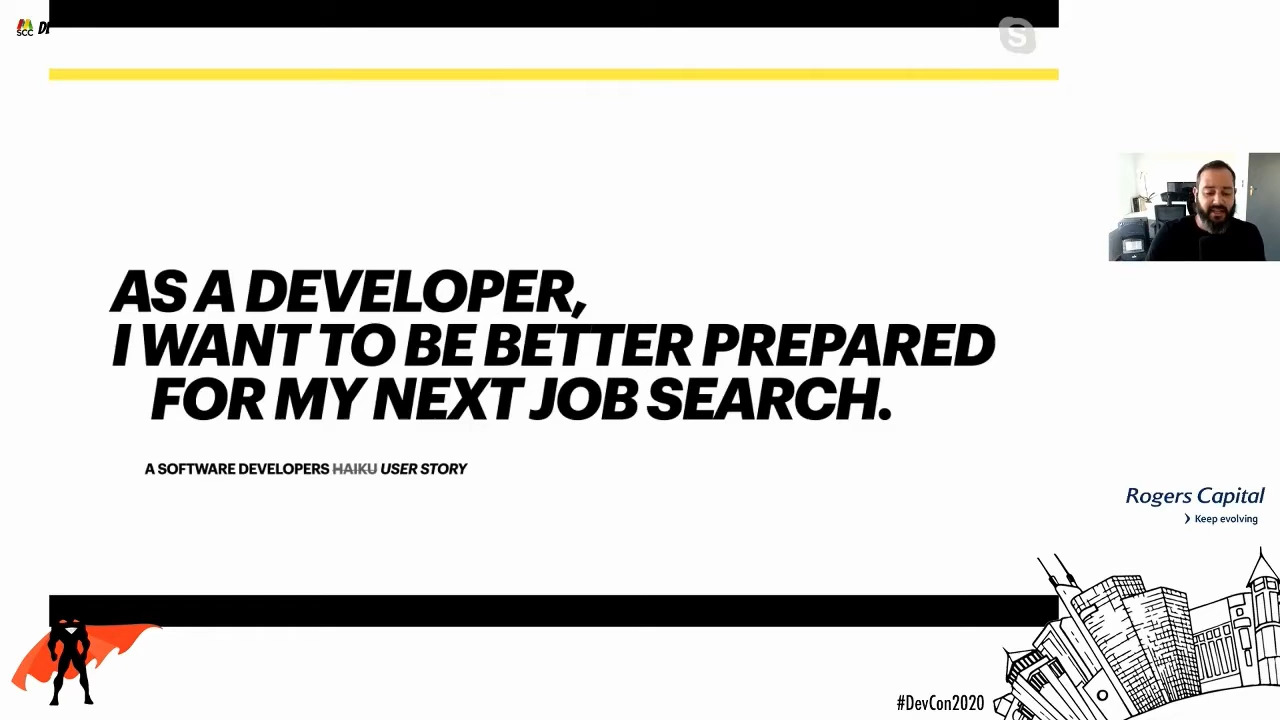 SCC
S
AS A DEVELOPER,
I WANT TO BE BETTER PREPARED
FOR MY NEXT JOB SEARCH.
A SOFTWARE DEVELOPERS HAIKU USER STORY
Rogers Capital
Keep evolving
#DevCon2020